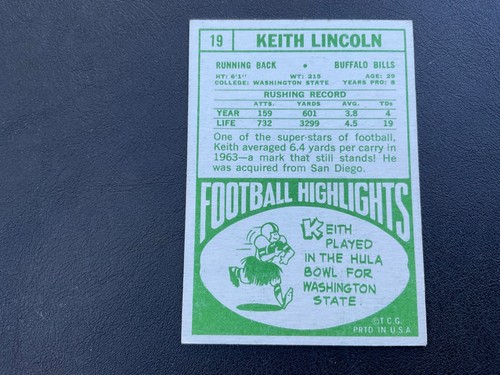 19 KEITH LINCOLN
RUNNING BACK • BUFFALO BILLS
HT: 6'1" WT: 215 AGE: 29
COLLEGE: WASHINGTON STATE YEARS PRO: 8
RUSHING RECORD
ATTS. YARDS AVG. TDs
YEAR 159 601 3.8 4
LIFE 732 3299 4.5 19
One of the super-stars of football,
Keith averaged 6.4 yards per carry in
1963—a mark that still stands! He
was acquired from San Diego.
FOOTBALL HIGHLIGHTS
KEITH
PLAYED
IN THE HULA
BOWL FOR
WASHINGTON
STATE.
©T.C.G.
PRTD IN U.S.A.